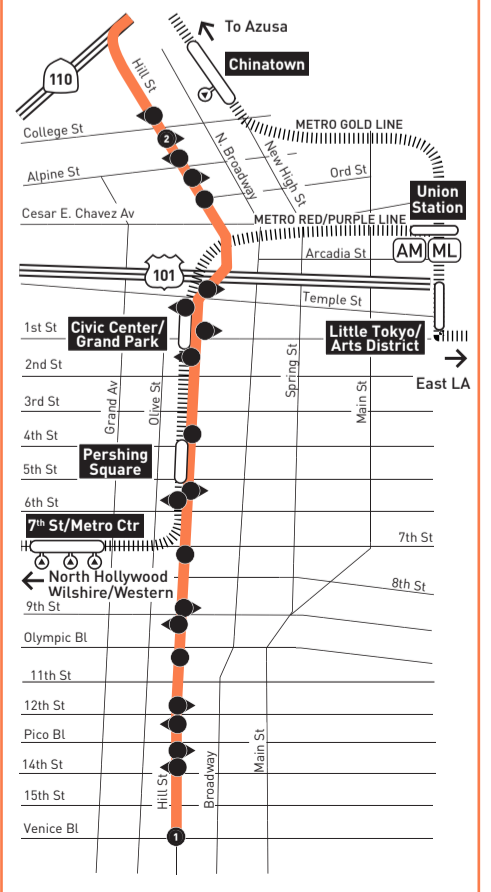 To Azusa
Chinatown
110
Hill St
College St
2
METRO GOLD LINE
N. Broadway
New High St
Alpine St
Ord St
Union
Station
Cesar E. Chavez Av
METRO RED/PURPLE LINE
AM
ML
Arcadia St
101
Temple St
1st St
Civic Center/
Grand Park
Little Tokyo/
Arts District
2nd St
East LA
Grand Av
Olive St
Spring St
Main St
3rd St
4th St
Pershing
Square
5th St
6th St
7th St/Metro Ctr
7th St
North Hollywood
Wilshire/Western
8th St
9th St
Olympic Bl
11th St
12th St
Pico Bl
Main St
14th St
Hill St
Broadway
15th St
Venice Bl
1